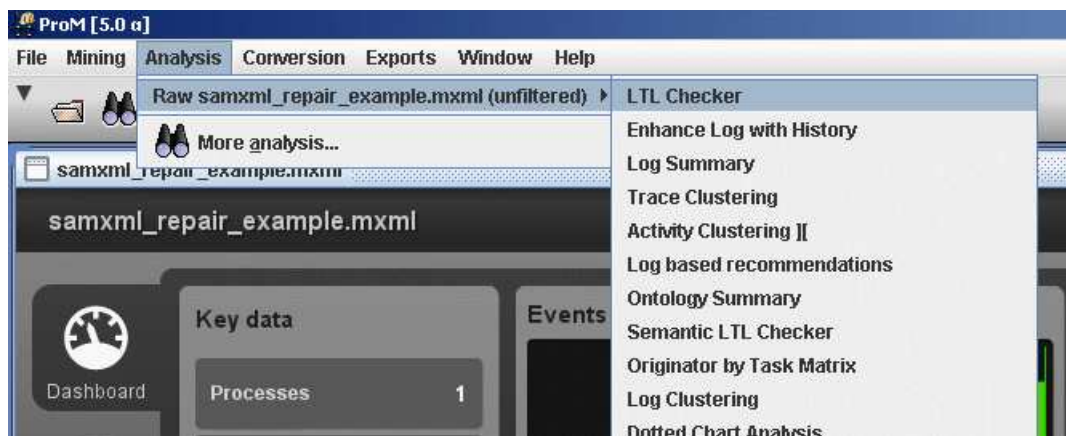 ProM [5.0 α]
File Mining Analysis Conversion Exports Window Help
Raw samxml_repair_example.mxml (unfiltered)
More analysis...
LTL Checker
Enhance Log with History
Log Summary
Trace Clustering
Activity Clustering ][
Log based recommendations
Ontology Summary
Semantic LTL Checker
Originator by Task Matrix
Log Clustering
Dotted Chart Analysis
samxml_repair_example.mxml
samxml_repair_example.mxml
Dashboard
Key data
Processes 1
Events